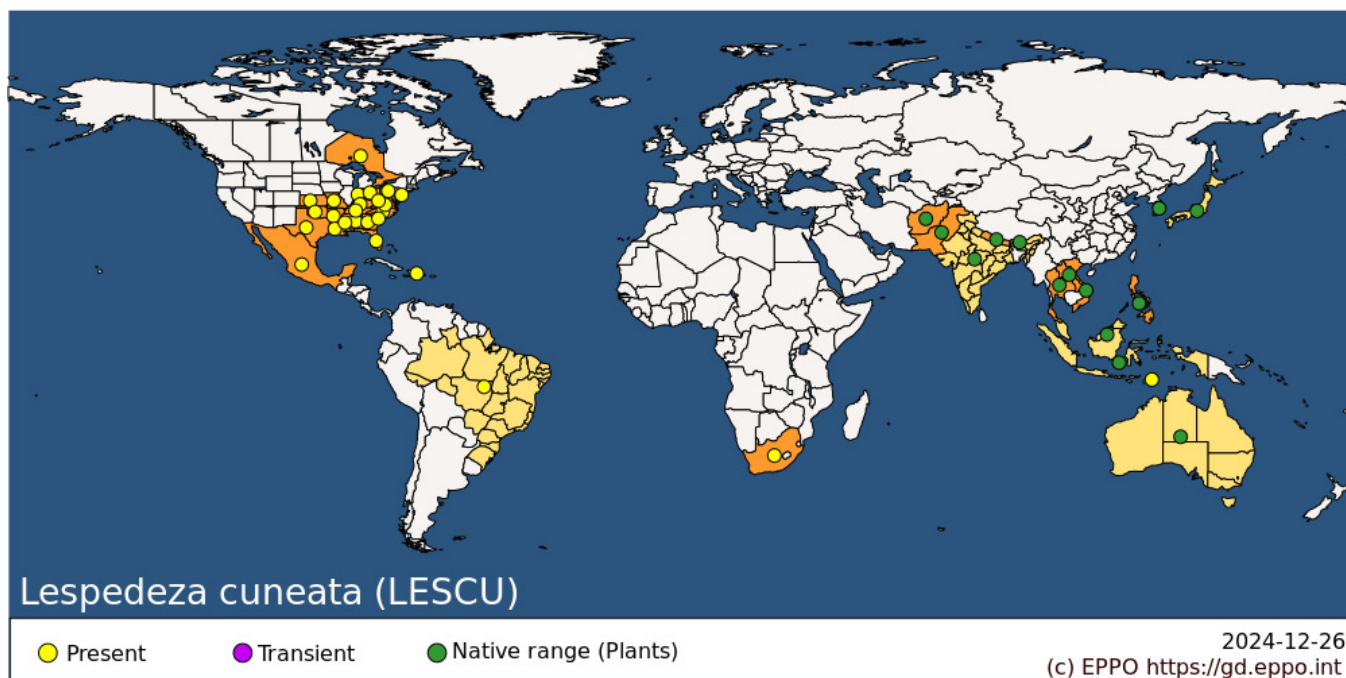 Lespedeza cuneata (LESCU)
Present
Transient
Native range (Plants)
2024-12-26
(c) EPPO https://gd.eppo.int